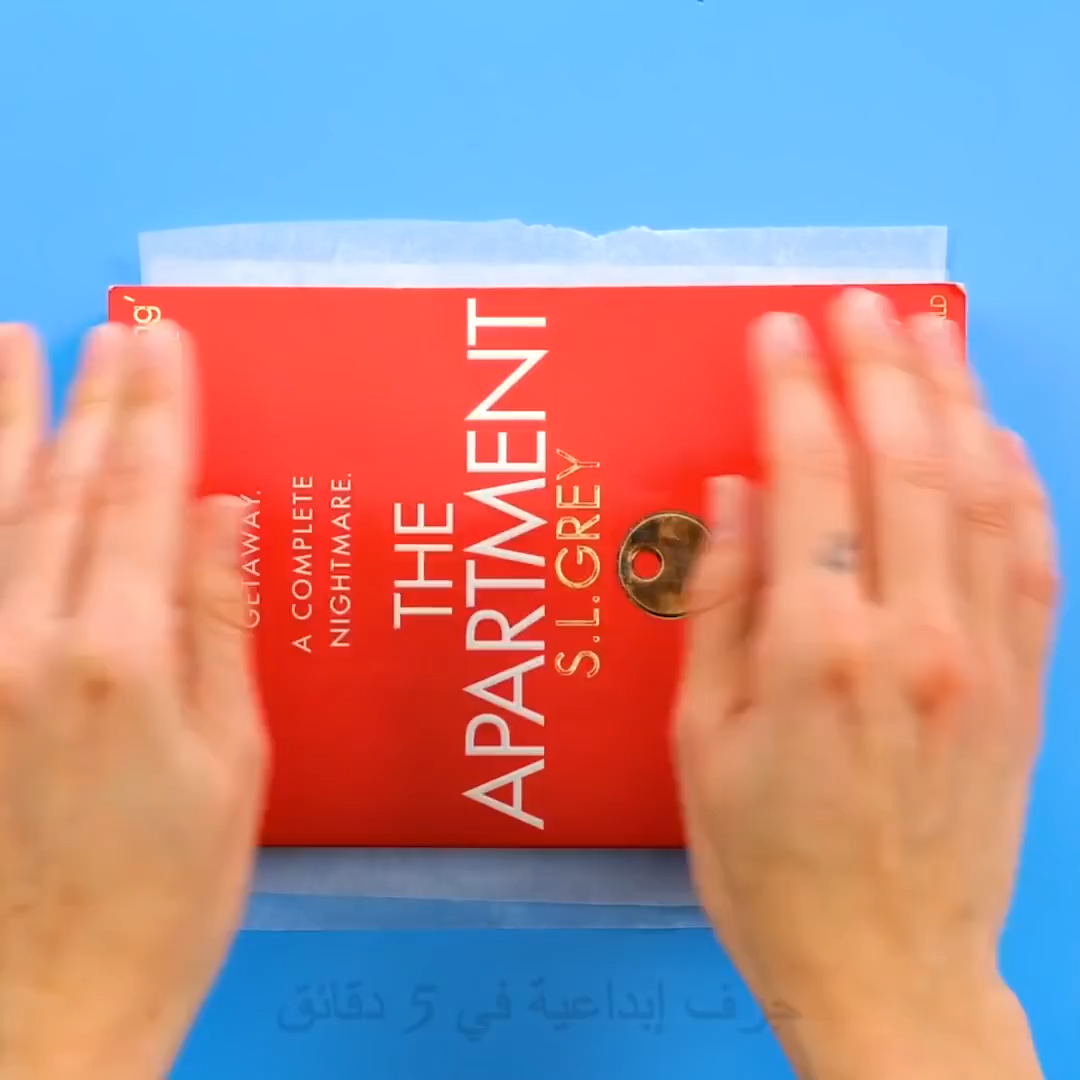 GETAWAY.
A COMPLETE
NIGHTMARE.
THE
APARTMENT
S.L.GREY
حرف إبداعية في 5 دقائق